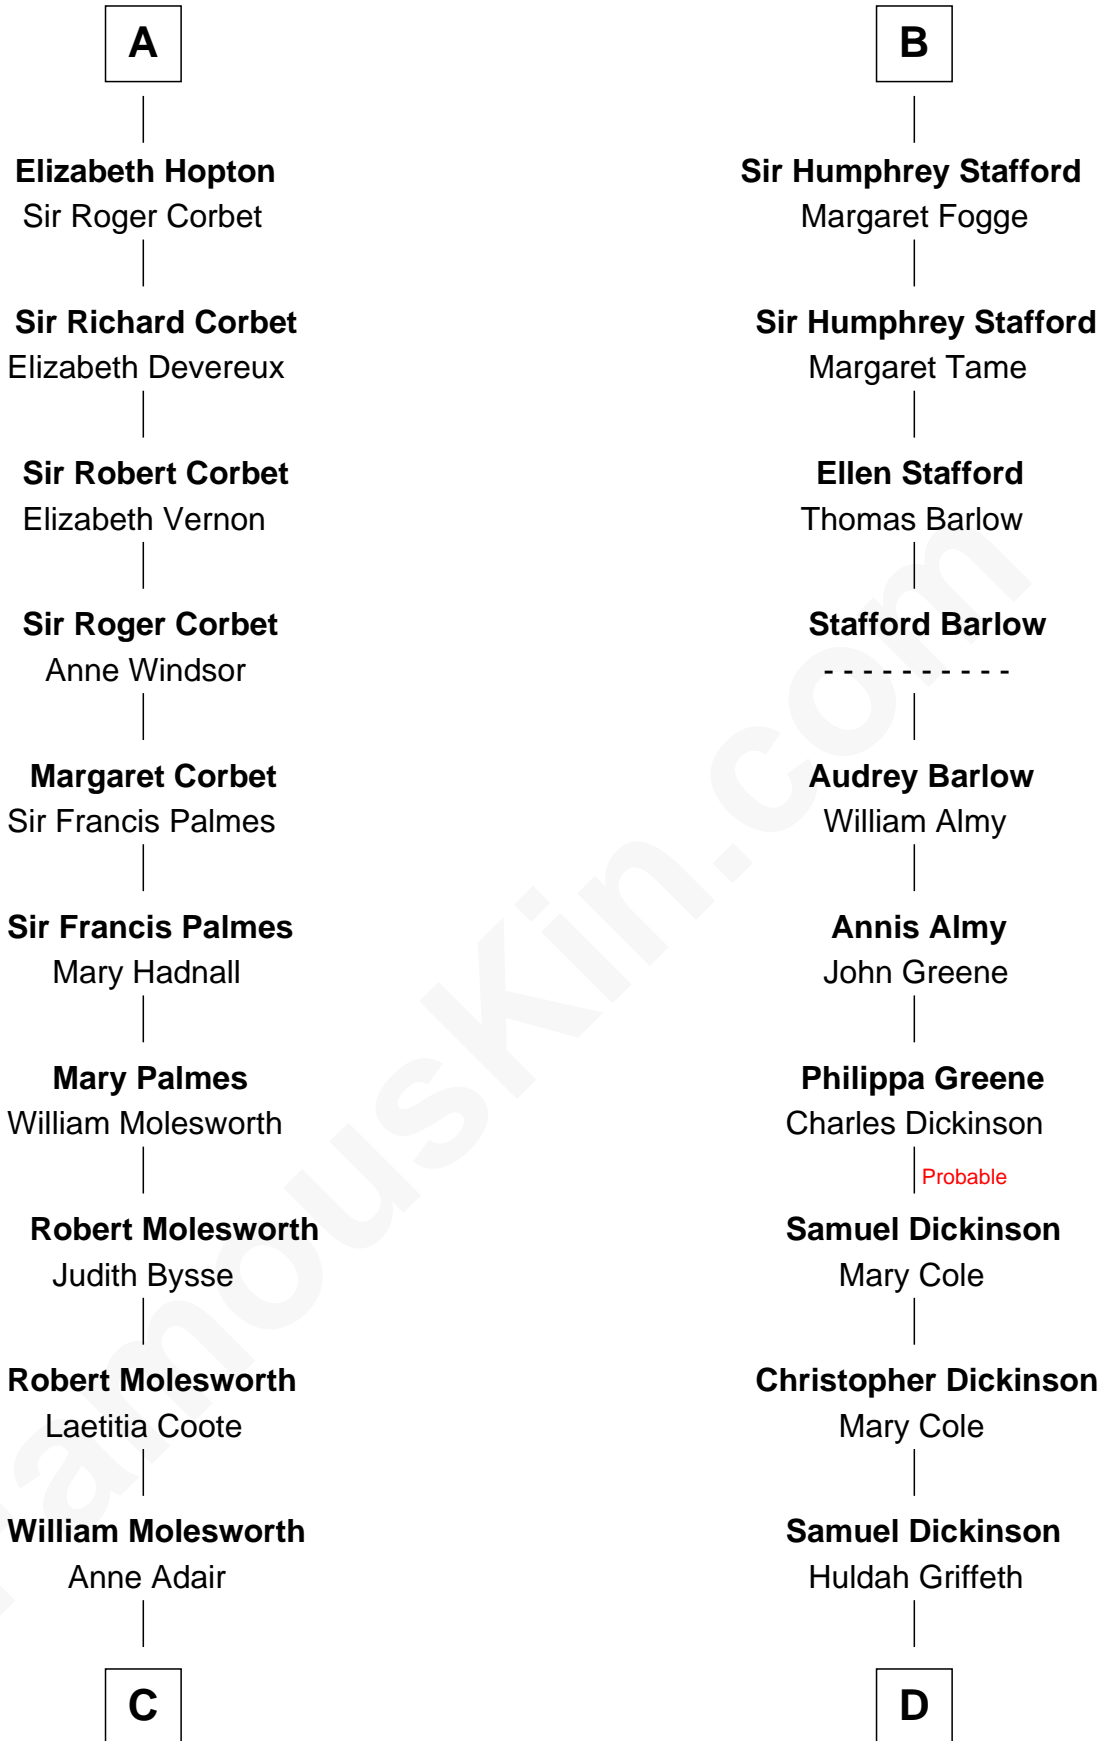 A
Elizabeth Hopton
Sir Roger Corbet
Sir Richard Corbet
Elizabeth Devereux
Sir Robert Corbet
Elizabeth Vernon
Sir Roger Corbet
Anne Windsor
Margaret Corbet
Sir Francis Palmes
Sir Francis Palmes
Mary Hadnall
Mary Palmes
William Molesworth
Robert Molesworth
Judith Bysse
Robert Molesworth
Laetitia Coote
William Molesworth
Anne Adair
C
B
Sir Humphrey Stafford
Margaret Fogge
Sir Humphrey Stafford
Margaret Tame
Ellen Stafford
Thomas Barlow
Stafford Barlow
- - - - - - - - - -
Audrey Barlow
William Almy
Annis Almy
John Greene
Philippa Greene
Charles Dickinson
Probable
Samuel Dickinson
Mary Cole
Christopher Dickinson
Mary Cole
Samuel Dickinson
Huldah Griffeth
D
FamousKin.com